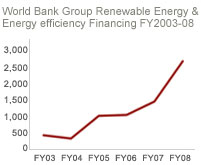 World Bank Group Renewable Energy &
Energy efficiency Financing FY2003-08
3,000
2,500
2,000
1,500
1,000
500
0
FY03 FY04 FY05 FY06 FY07 FY08